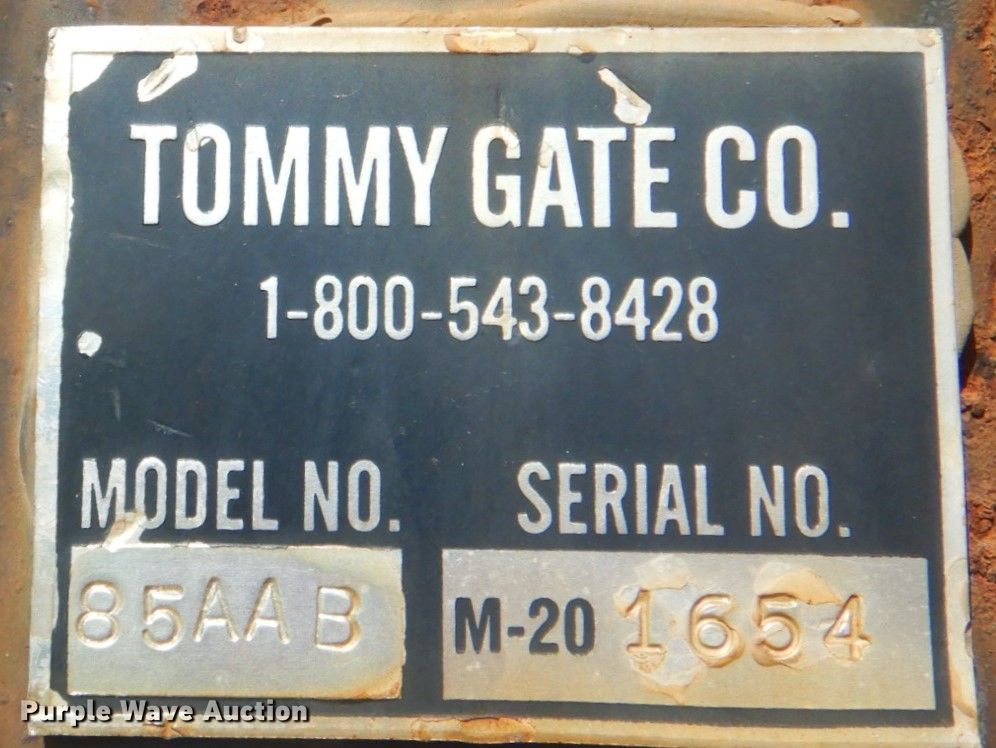 TOMMY GATE CO.
1-800-543-8428
MODEL NO. SERIAL NO.
85AAB M-20 1654
Purple Wave Auction